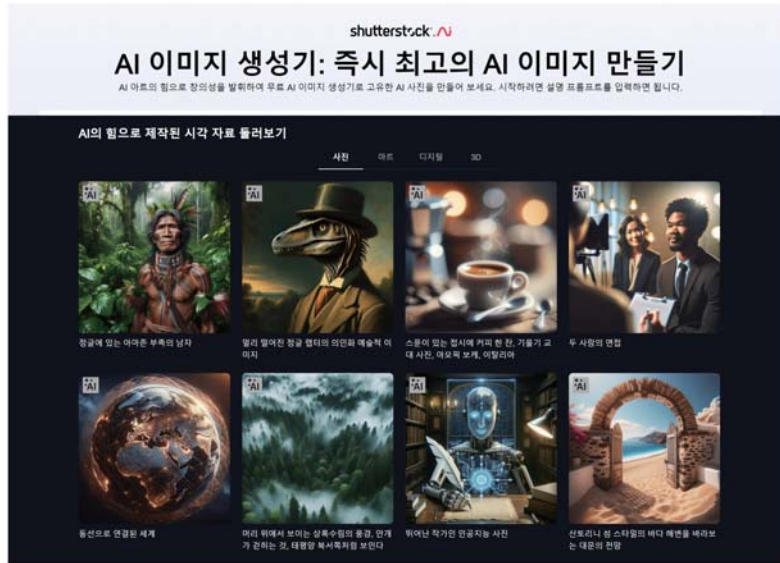 shutterstock.AI
AI 이미지 생성기: 즉시 최고의 AI 이미지 만들기
AI 아트의 힘으로 창의성을 발휘하여 무료 AI 이미지 생성기로 고유한 AI 사진을 만들어 보세요. 시작하려면 설명 프롬프트를 입력하면 됩니다.
AI의 힘으로 제작된 시각 자료 둘러보기
사진 아트 디지털 3D
AI AI AI AI
정글에 있는 아마존 부족의 남자
멀리 떨어진 정글 랩터의 의인화 예술적 이
미지
스푼이 있는 접시에 커피 한 잔, 기울기 교
대 사진, 아모픽 보케, 이탈리아
두 사람의 면접
AI AI AI AI
동선으로 연결된 세계
머리 위에서 보이는 상록수림의 풍경, 안개
가 걷히는 것, 태평양 북서쪽처럼 보인다
뛰어난 작가인 인공지능 사진
산토리니 섬 스타일의 바다 해변을 바라보
는 대문의 전망